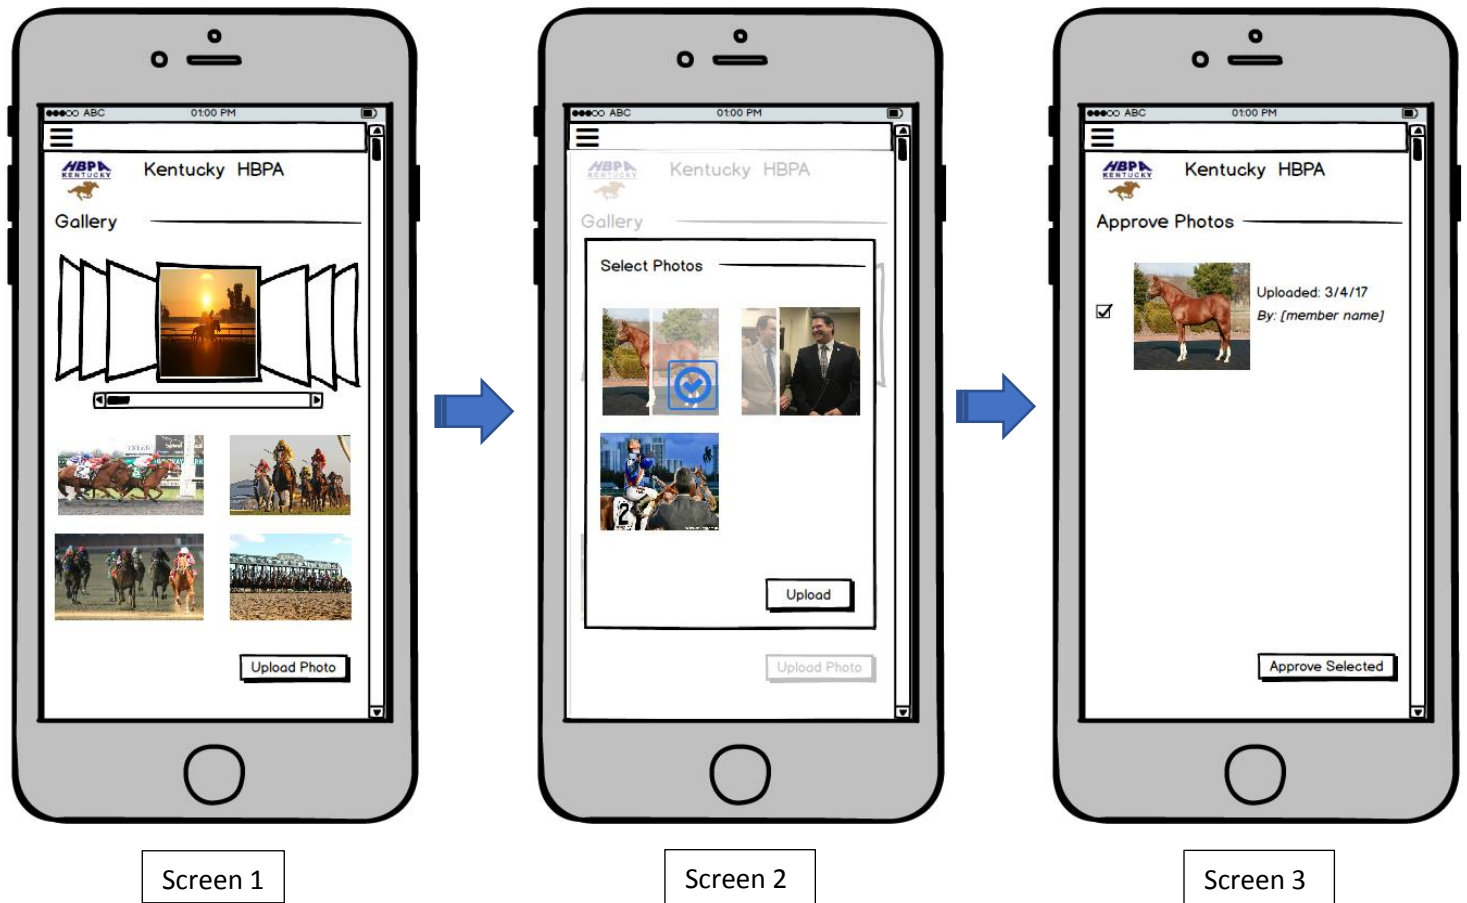 ABC 01:00 PM
HBPA
KENTUCKY
Kentucky HBPA
Gallery
Upload Photo
Screen 1
ABC 01:00 PM
HBPA
KENTUCKY
Kentucky HBPA
Gallery
Select Photos
2
Upload
Upload Photo
Screen 2
ABC 01:00 PM
HBPA
KENTUCKY
Kentucky HBPA
Approve Photos
Uploaded: 3/4/17
By: [member name]
Approve Selected
Screen 3